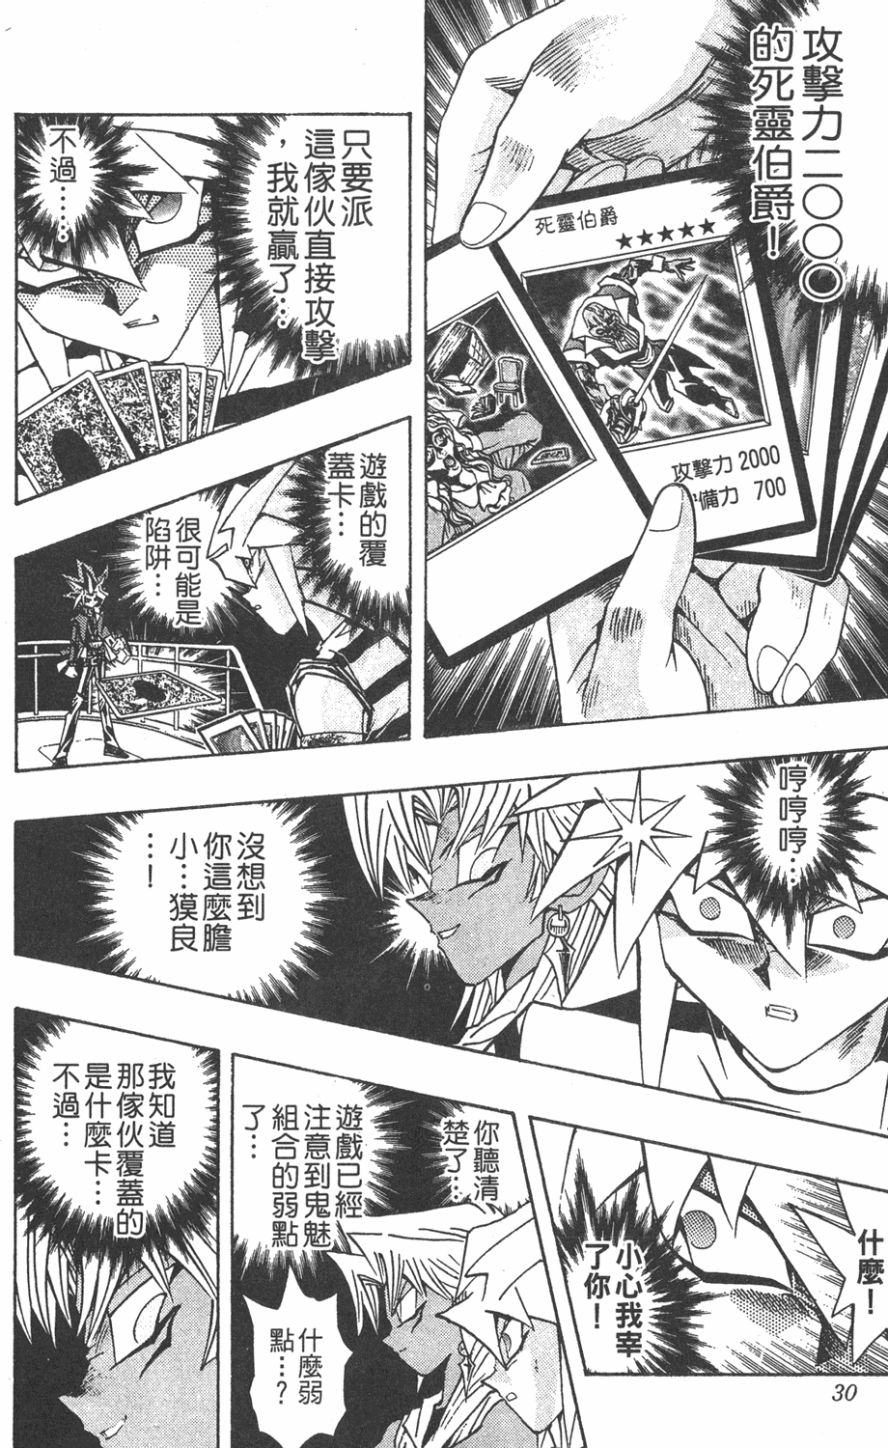 攻擊力二〇〇〇
的死靈伯爵！
死靈伯爵
★★★★★
攻擊力 2000
守備力 700
只要派
這傢伙直接攻擊
，我就贏了…
不過……
遊戲的覆
蓋卡…
很可能是
陷阱…
哼哼哼…
沒想到
你這麼膽
小…獏良
…！
什麼！
小心我宰
了你！
你聽清
楚了…
遊戲已經
注意到鬼魅
組合的弱點
了…
什麼弱
點…？
我知道
那傢伙覆蓋的
是什麼卡…
不過…
30